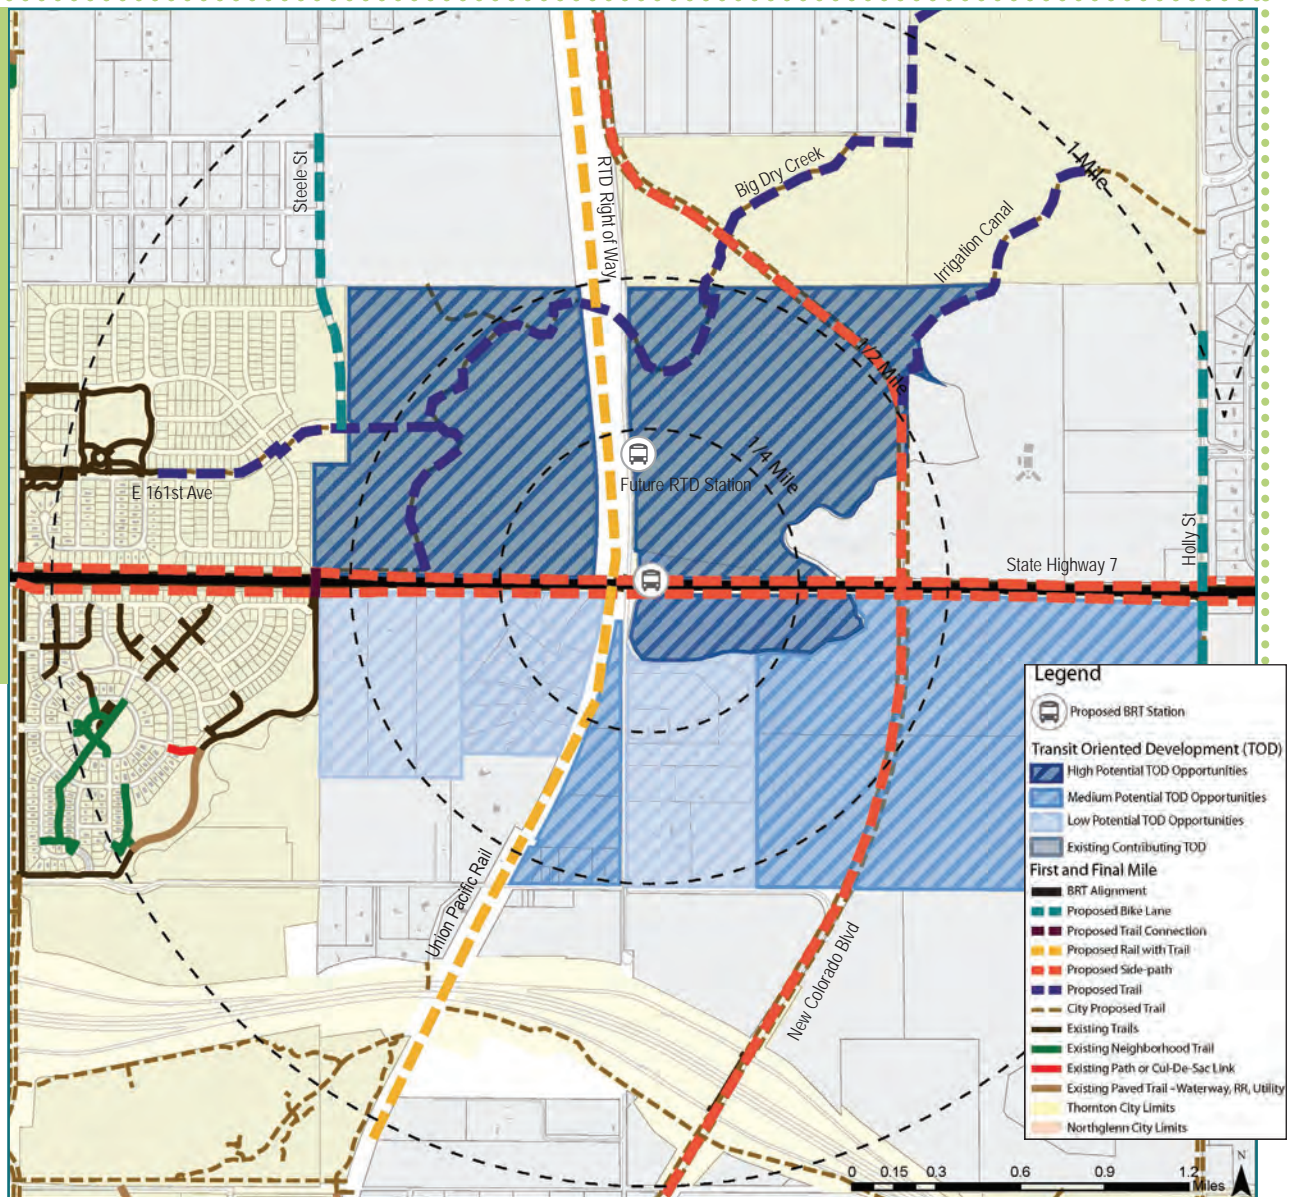 Steele St
RTD Right of Way
Big Dry Creek
Irrigation Canal
1 Mile
1/2 Mile
1/4 Mile
Future RTD Station
E 161st Ave
State Highway 7
Holly St
Union Pacific Rail
New Colorado Blvd
Legend
Proposed BRT Station
Transit Oriented Development (TOD)
High Potential TOD Opportunities
Medium Potential TOD Opportunities
Low Potential TOD Opportunities
Existing Contributing TOD
First and Final Mile
BRT Alignment
Proposed Bike Lane
Proposed Trail Connection
Proposed Rail with Trail
Proposed Side-path
Proposed Trail
City Proposed Trail
Existing Trails
Existing Neighborhood Trail
Existing Path or Cul-De-Sac Link
Existing Paved Trail - Waterway, RR, Utility
Thornton City Limits
Northglenn City Limits
0 0.15 0.3 0.6 0.9 1.2
Miles
N